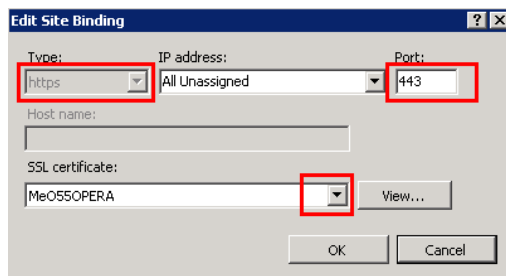 Edit Site Binding
Type: IP address: Port:
https All Unassigned 443
Host name:
SSL certificate:
MeO55OPERA View...
OK Cancel